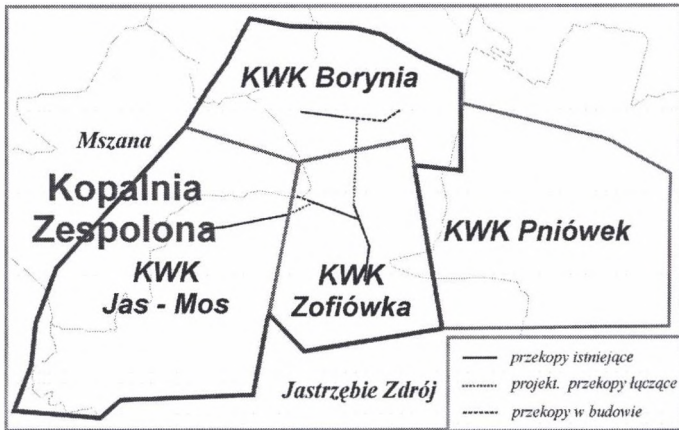 KWK Borynia
Mszana
Kopalnia
Zespolona
KWK Pniówek
KWK
Jas - Mos
KWK
Zofiówka
Jastrzębie Zdrój
przekopy istniejące
projekt. przekopy łączące
przekopy w budowie